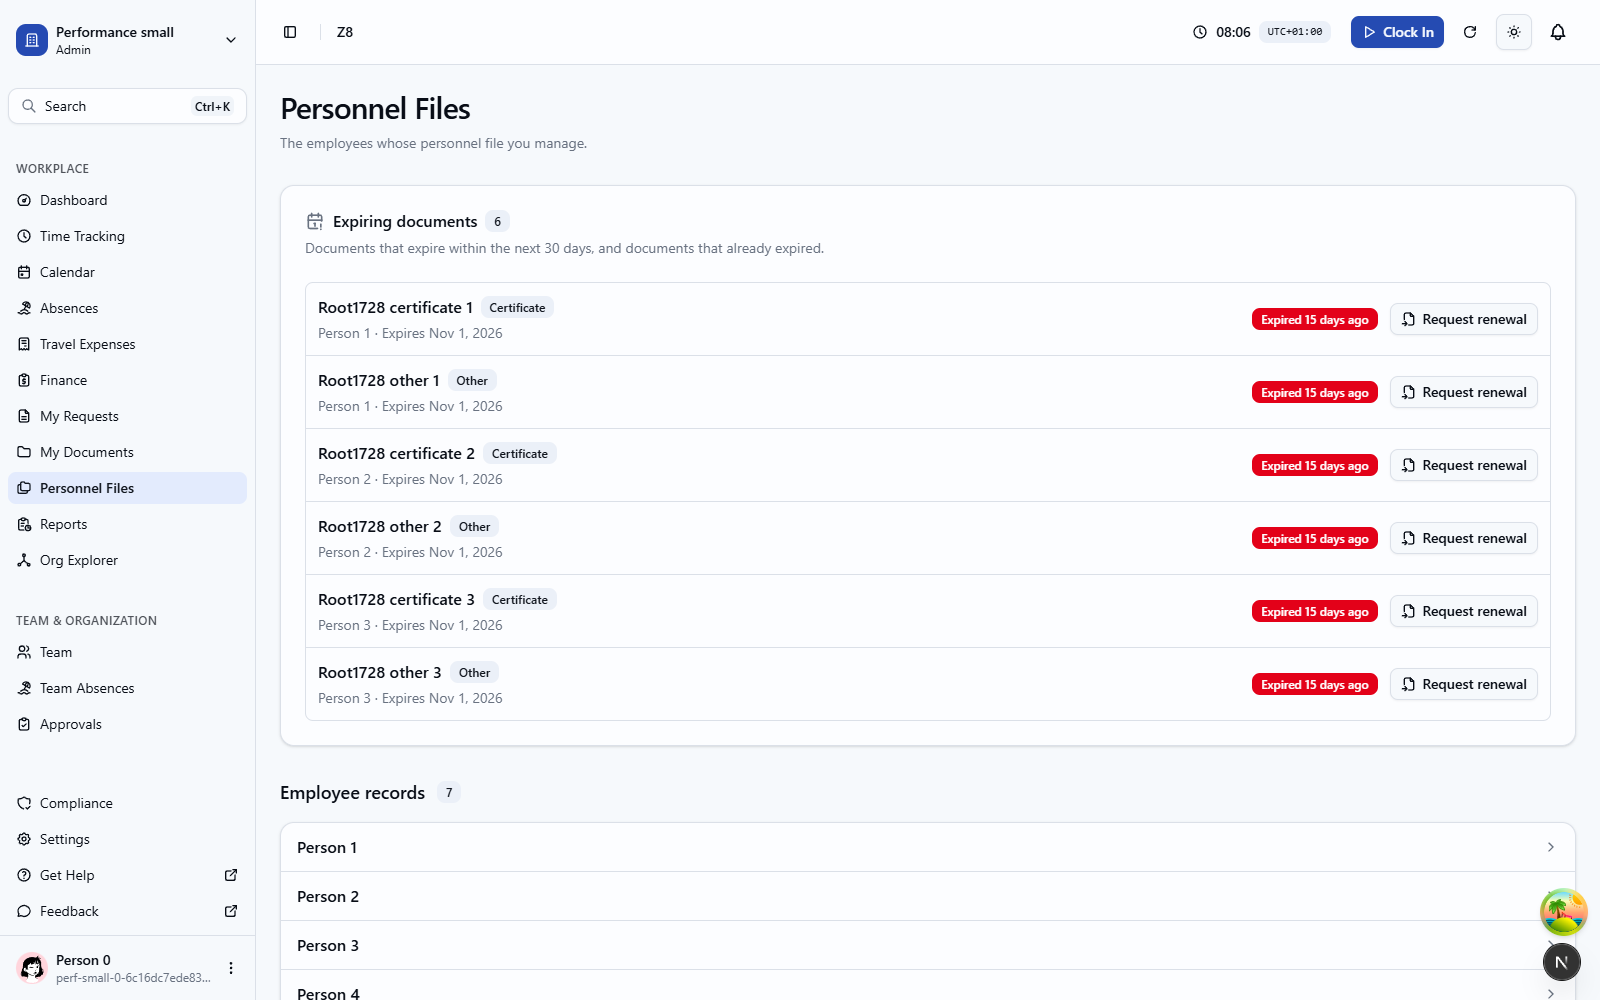 Performance small
Admin
Search
Ctrl+K
WORKPLACE
Dashboard
Time Tracking
Calendar
Absences
Travel Expenses
Finance
My Requests
My Documents
Personnel Files
Reports
Org Explorer
TEAM & ORGANIZATION
Team
Team Absences
Approvals
Compliance
Settings
Get Help
Feedback
Person 0
perf-small-0-6c16dc7ede83...
Z8
08:06
UTC+01:00
Clock In
Personnel Files
The employees whose personnel file you manage.
Expiring documents 6
Documents that expire within the next 30 days, and documents that already expired.
Root1728 certificate 1 Certificate
Person 1 · Expires Nov 1, 2026
Expired 15 days ago
Request renewal
Root1728 other 1 Other
Person 1 · Expires Nov 1, 2026
Expired 15 days ago
Request renewal
Root1728 certificate 2 Certificate
Person 2 · Expires Nov 1, 2026
Expired 15 days ago
Request renewal
Root1728 other 2 Other
Person 2 · Expires Nov 1, 2026
Expired 15 days ago
Request renewal
Root1728 certificate 3 Certificate
Person 3 · Expires Nov 1, 2026
Expired 15 days ago
Request renewal
Root1728 other 3 Other
Person 3 · Expires Nov 1, 2026
Expired 15 days ago
Request renewal
Employee records 7
Person 1
Person 2
Person 3
Person 4
N